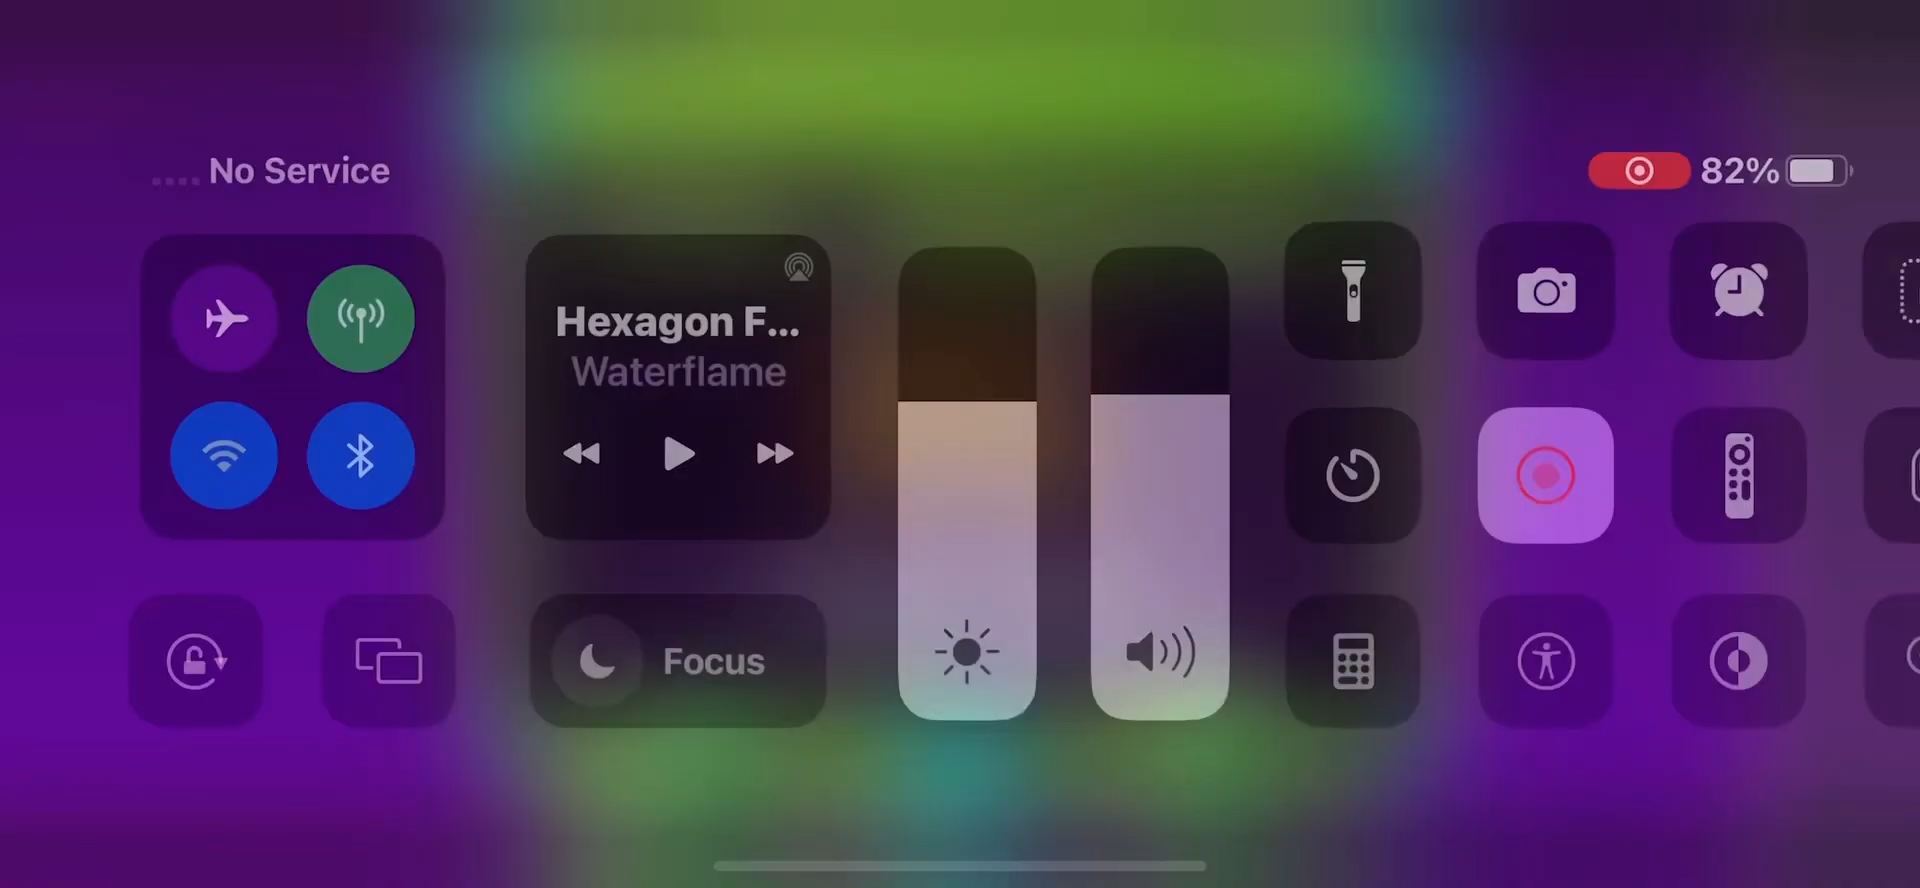 No Service
82%
Hexagon F...
Waterflame
Focus